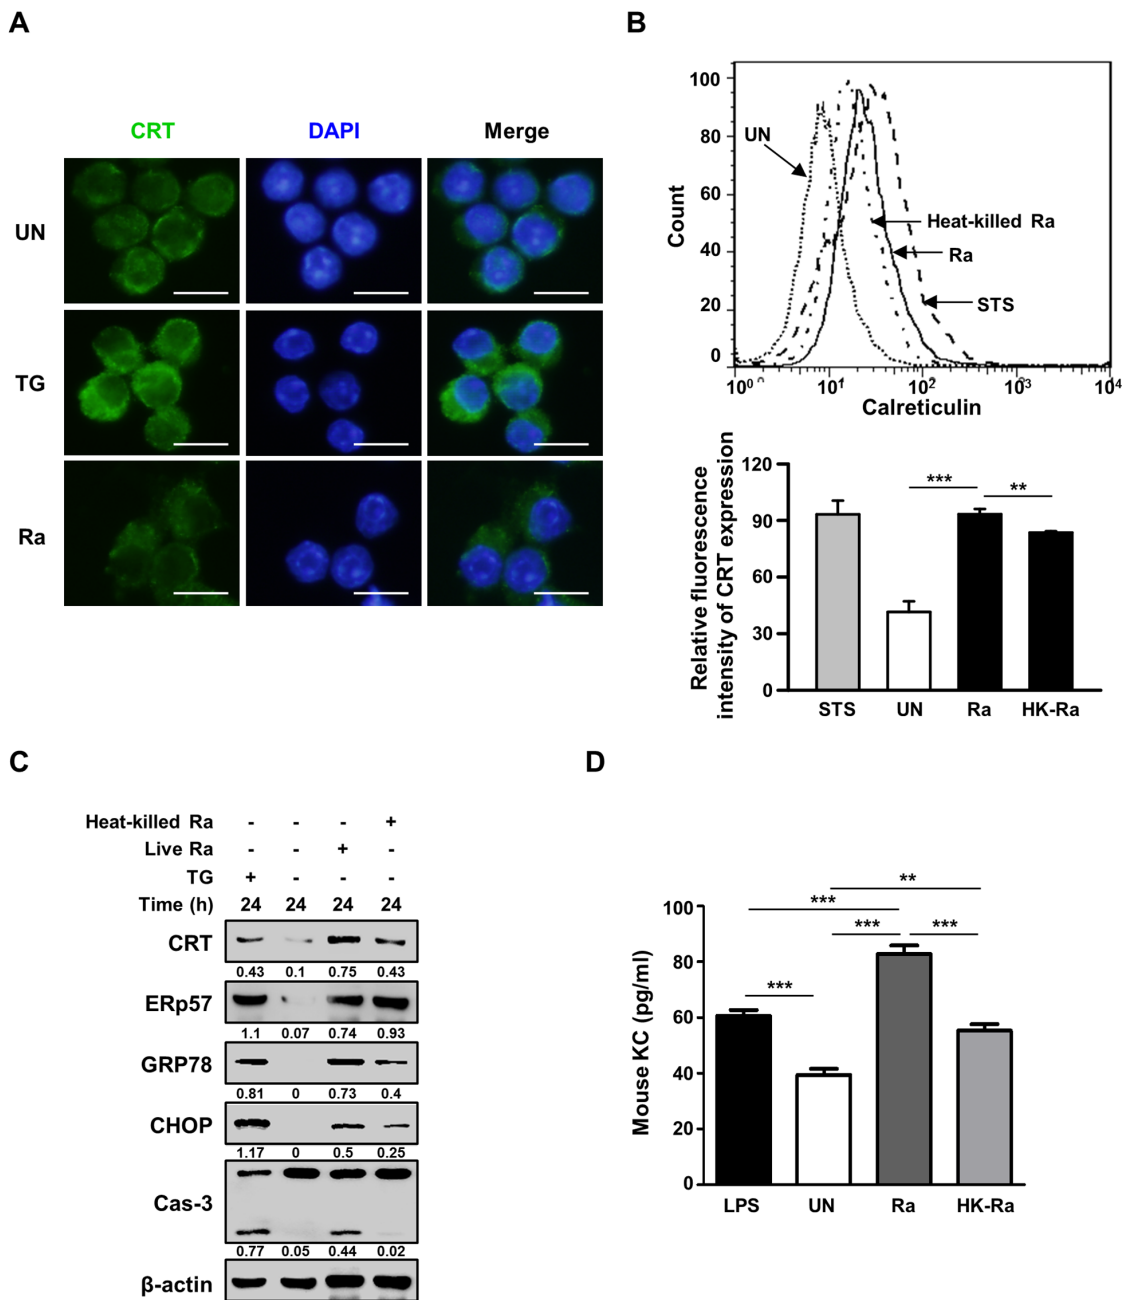 A
CRT DAPI Merge
UN
TG
Ra
B
Count
100
80
60
40
20
0
UN
Heat-killed Ra
Ra
STS
10⁰ 10¹ 10² 10³ 10⁴
Calreticulin
Relative fluorescence
intensity of CRT expression
120
90
60
30
0
*** **
STS UN Ra HK-Ra
C
Heat-killed Ra - - - +
Live Ra - - + -
TG + - - -
Time (h) 24 24 24 24
CRT
0.43 0.1 0.75 0.43
ERp57
1.1 0.07 0.74 0.93
GRP78
0.81 0 0.73 0.4
CHOP
1.17 0 0.5 0.25
Cas-3
0.77 0.05 0.44 0.02
β-actin
D
Mouse KC (pg/ml)
100
80
60
40
20
0
**
***
*** ***
***
LPS UN Ra HK-Ra